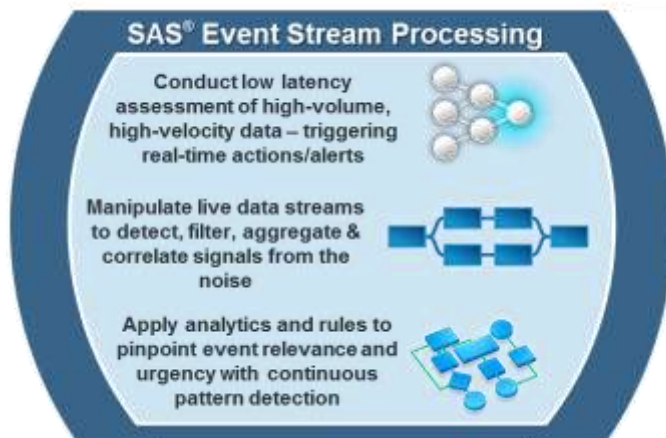 SAS® Event Stream Processing
Conduct low latency
assessment of high-volume,
high-velocity data – triggering
real-time actions/alerts
Manipulate live data streams
to detect, filter, aggregate &
correlate signals from the
noise
Apply analytics and rules to
pinpoint event relevance and
urgency with continuous
pattern detection